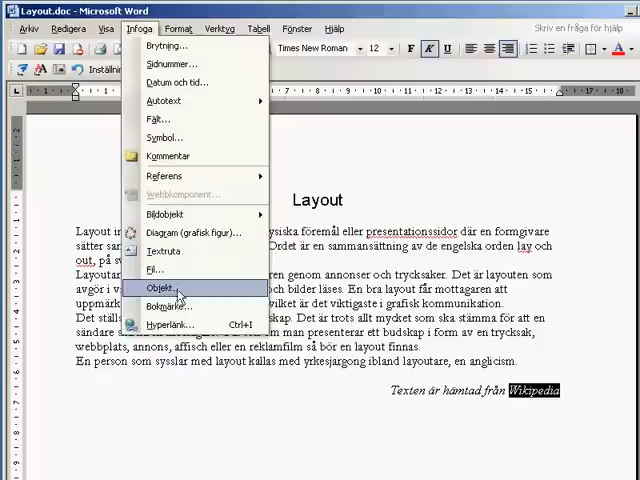 Layout.doc - Microsoft Word
Arkiv Redigera Visa Infoga Format Verktyg Tabell Fönster Hjälp Skriv en fråga för hjälp
Times New Roman 12 F K U
Inställnin
Brytning...
Sidnummer...
Datum och tid...
Autotext
Fält...
Symbol...
Kommentar
Referens
Webbkomponent...
Bildobjekt
Diagram (grafisk figur)...
Textruta
Fil...
Objekt...
Bokmärke...
Hyperlänk... Ctrl+I
Layout
Layout in ysiska föremål eller presentationssidor där en formgivare
sätter sam Ordet är en sammansättning av de engelska orden lay och
out, på sv
Layoutare ren genom annonser och trycksaker. Det är layouten som
avgör i v och bilder läses. En bra layout får mottagaren att
uppmärk vilket är det viktigaste i grafisk kommunikation.
Det ställs skap. Det är trots allt mycket som ska stämma för att en
sändare s m man presenterar ett budskap i form av en trycksak,
webbplats, annons, affisch eller en reklamfilm så bör en layout finnas.
En person som sysslar med layout kallas med yrkesjargong ibland layoutare, en anglicism.
Texten är hämtad från Wikipedia